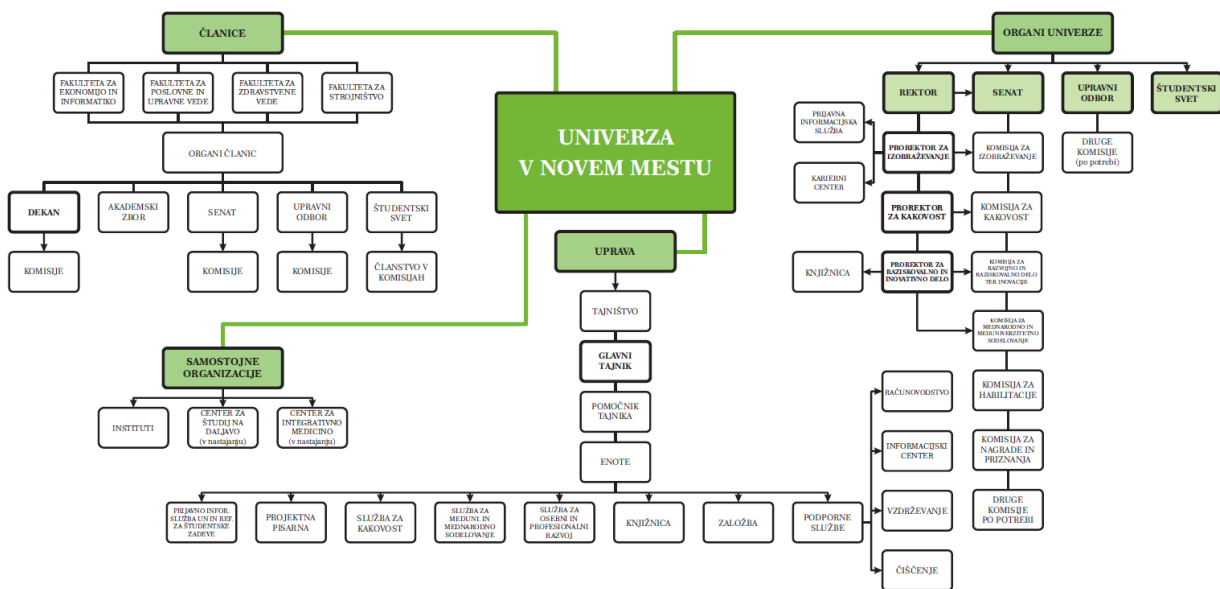 ČLANICE
FAKULTETA ZA
EKONOMIJO IN
INFORMATIKO
FAKULTETA ZA
POSLOVNE IN
UPRAVNE VEDE
FAKULTETA ZA
ZDRAVSTVENE
VEDE
FAKULTETA ZA
STROJNIŠTVO
ORGANI ČLANIC
DEKAN
AKADEMSKI
ZBOR
SENAT
UPRAVNI
ODBOR
ŠTUDENTSKI
SVET
KOMISIJE
KOMISIJE
KOMISIJE
ČLANSTVO V
KOMISIJAH
UNIVERZA
V NOVEM MESTU
ORGANI UNIVERZE
REKTOR
SENAT
UPRAVNI
ODBOR
ŠTUDENTSKI
SVET
PRIJAVNA
INFORMACIJSKA
SLUŽBA
PROREKTOR ZA
IZOBRAŽEVANJE
KOMISIJA ZA
IZOBRAŽEVANJE
DRUGE
KOMISIJE
(po potrebi)
KARIERNI
CENTER
PROREKTOR
ZA KAKOVOST
KOMISIJA ZA
KAKOVOST
KNJIŽNICA
PROREKTOR ZA
RAZISKOVALNO IN
INOVATIVNO DELO
KOMISIJA ZA
RAZVOJNO IN
RAZISKOVALNO DELO
TER INOVACIJE
KOMISIJA ZA
MEDNARODNO IN
MEDUNIVERZITETNO
SODELOVANJE
KOMISIJA ZA
HABILITACIJE
KOMISIJA ZA
NAGRADE IN
PRIZNANJA
DRUGE
KOMISIJE
PO POTREBI
UPRAVA
TAJNIŠTVO
GLAVNI
TAJNIK
POMOČNIK
TAJNIKA
ENOTE
SAMOSTOJNE
ORGANIZACIJE
INSTITUTI
CENTER ZA
ŠTUDIJ NA
DALJAVO
(v nastajanju)
CENTER ZA
INTEGRATIVNO
MEDICINO
(v nastajanju)
PRIJAVNO INFOR.
SLUŽBA UN IN REF.
ZA ŠTUDENTSKE
ZADEVE
PROJEKTNA
PISARNA
SLUŽBA ZA
KAKOVOST
SLUŽBA ZA
MEDUNI. IN
MEDNARODNO
SODELOVANJE
SLUŽBA ZA
OSEBNI IN
PROFESIONALNI
RAZVOJ
KNJIŽNICA
ZALOŽBA
PODPORNE
SLUŽBE
RAČUNOVODSTVO
INFORMACIJSKI
CENTER
VZDRŽEVANJE
ČIŠČENJE